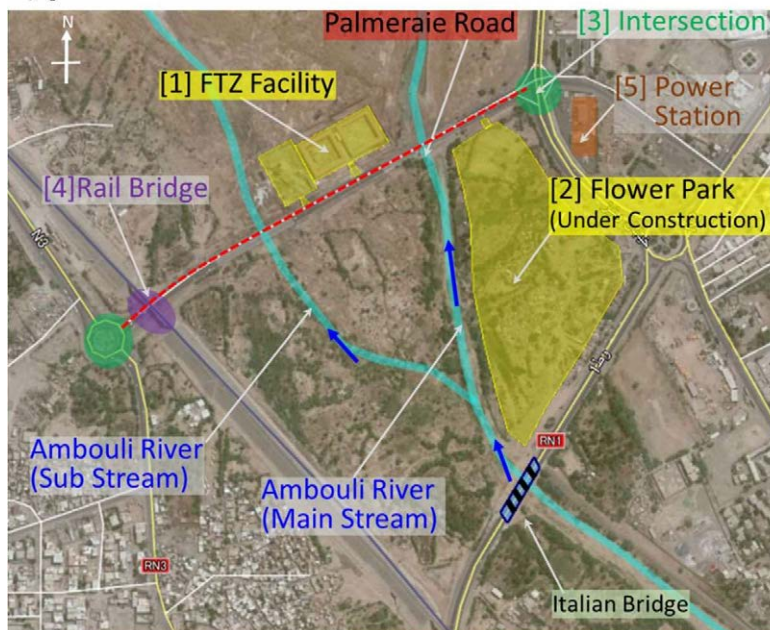 N
Palmeraie Road
[3] Intersection
[1] FTZ Facility
[5] Power
Station
[4]Rail Bridge
[2] Flower Park
(Under Construction)
N3
RN1
Ambouli River
(Sub Stream)
Ambouli River
(Main Stream)
RN3
Italian Bridge